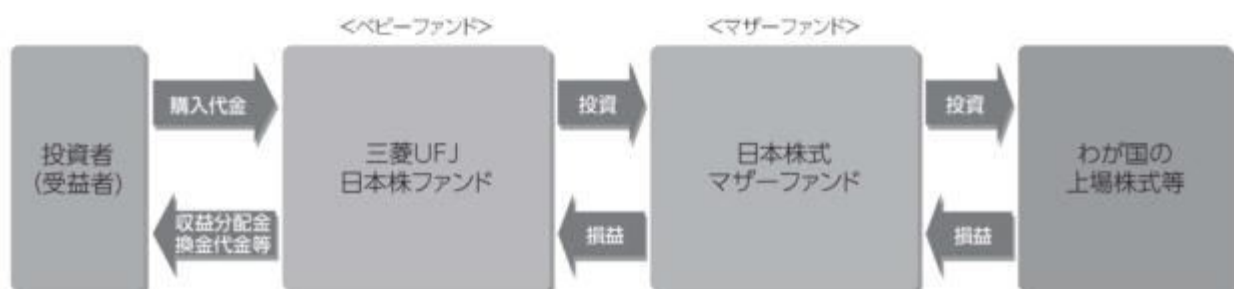 <ベビーファンド>
<マザーファンド>
投資者
(受益者)
購入代金
収益分配金
換金代金等
三菱UFJ
日本株ファンド
投資
損益
日本株式
マザーファンド
投資
損益
わが国の
上場株式等